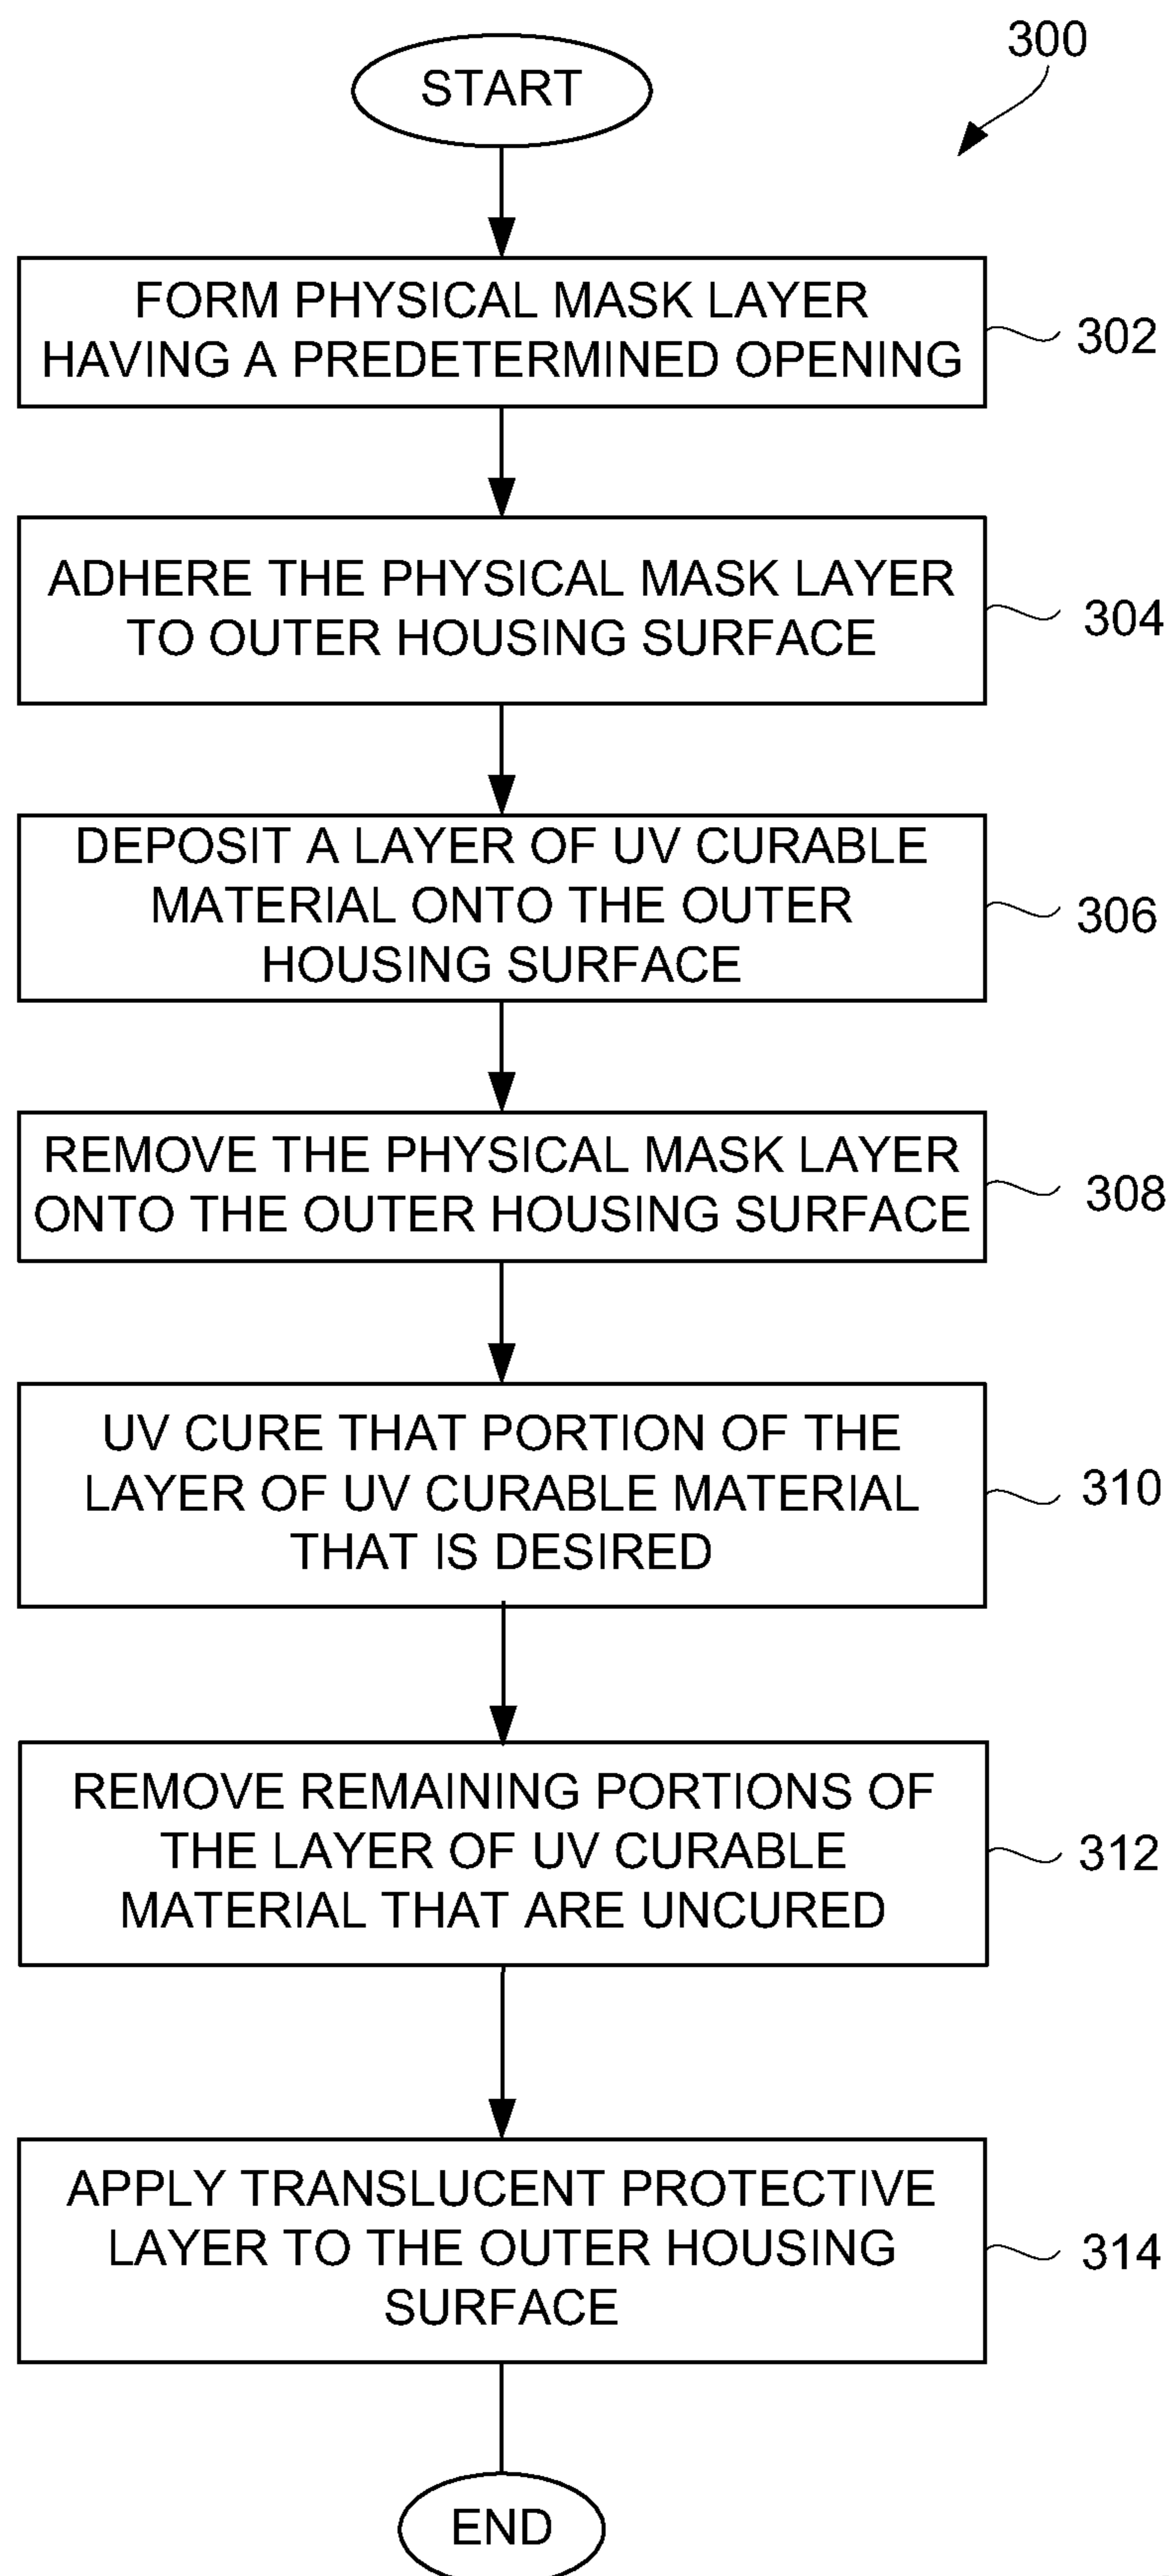 300
START
FORM PHYSICAL MASK LAYER
HAVING A PREDETERMINED OPENING
302
ADHERE THE PHYSICAL MASK LAYER
TO OUTER HOUSING SURFACE
304
DEPOSIT A LAYER OF UV CURABLE
MATERIAL ONTO THE OUTER
HOUSING SURFACE
306
REMOVE THE PHYSICAL MASK LAYER
ONTO THE OUTER HOUSING SURFACE
308
UV CURE THAT PORTION OF THE
LAYER OF UV CURABLE MATERIAL
THAT IS DESIRED
310
REMOVE REMAINING PORTIONS OF
THE LAYER OF UV CURABLE
MATERIAL THAT ARE UNCURED
312
APPLY TRANSLUCENT PROTECTIVE
LAYER TO THE OUTER HOUSING
SURFACE
314
END